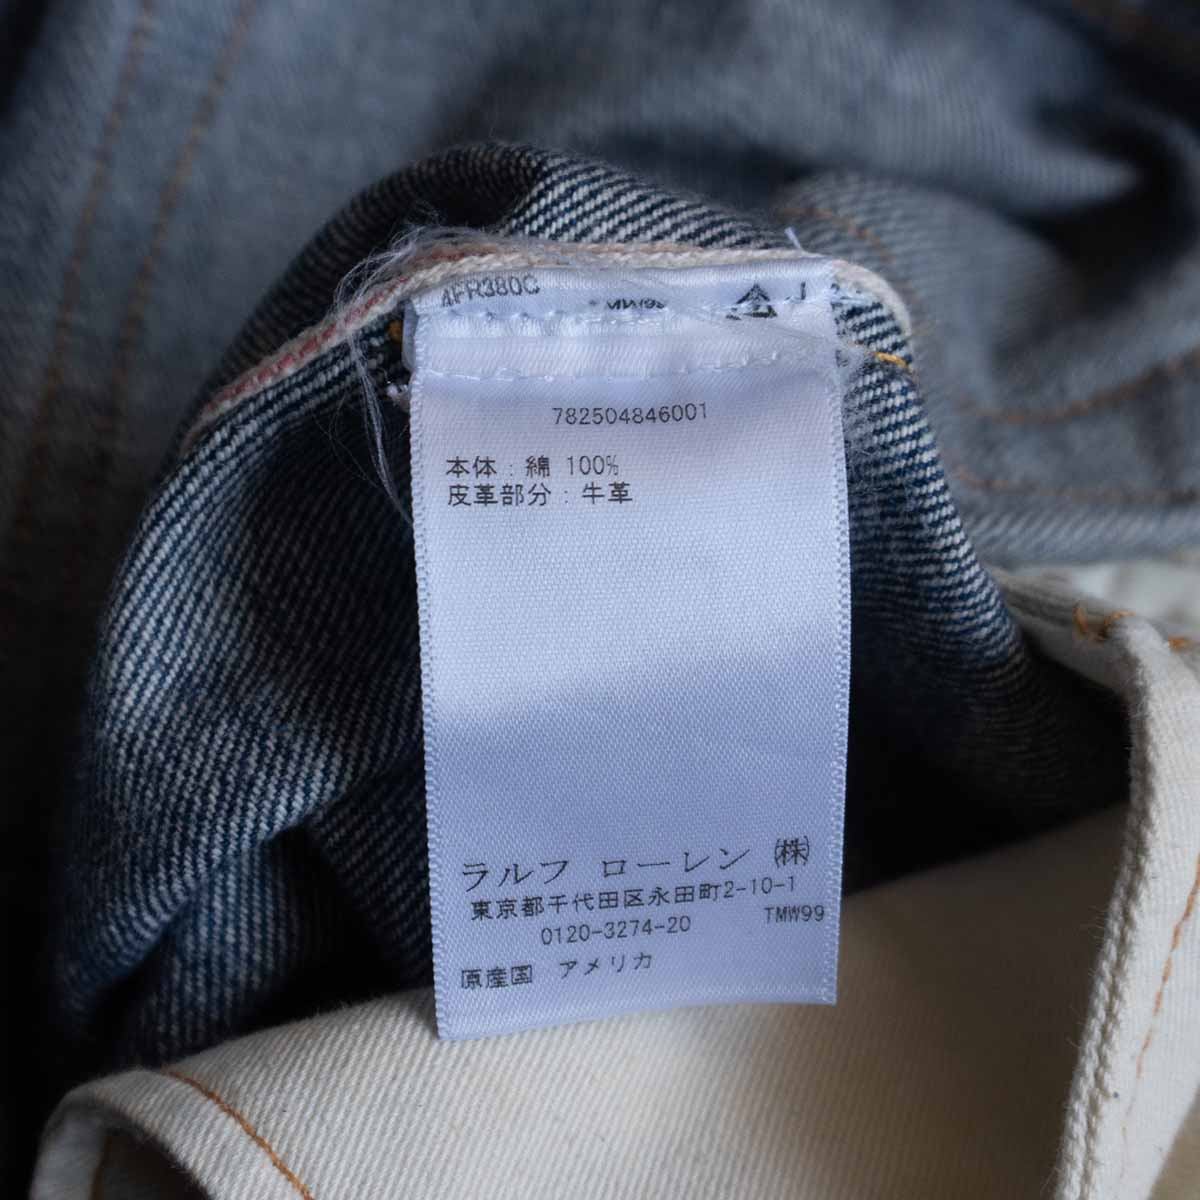 4FR380C
782504846001
本体：綿 100%
皮革部分：牛革
ラルフ ローレン ㈱
東京都千代田区永田町2-10-1
0120-3274-20 TMW99
原産国 アメリカ